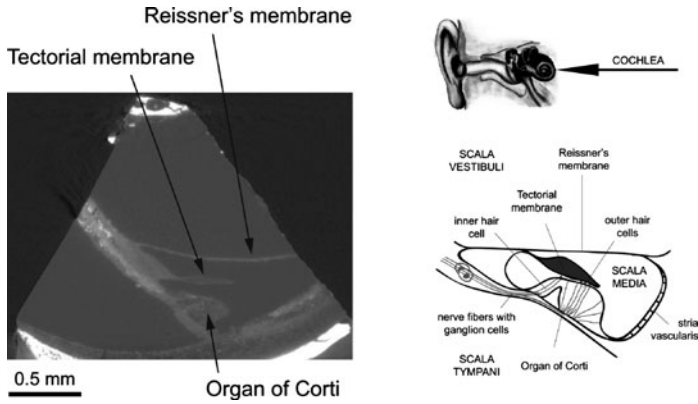 Reissner's membrane
Tectorial membrane
0.5 mm
Organ of Corti
COCHLEA
SCALA
VESTIBULI
Reissner's
membrane
Tectorial
membrane
inner hair
cell
outer hair
cells
SCALA
MEDIA
nerve fibers with
ganglion cells
stria
vascularis
SCALA
TYMPANI
Organ of Corti